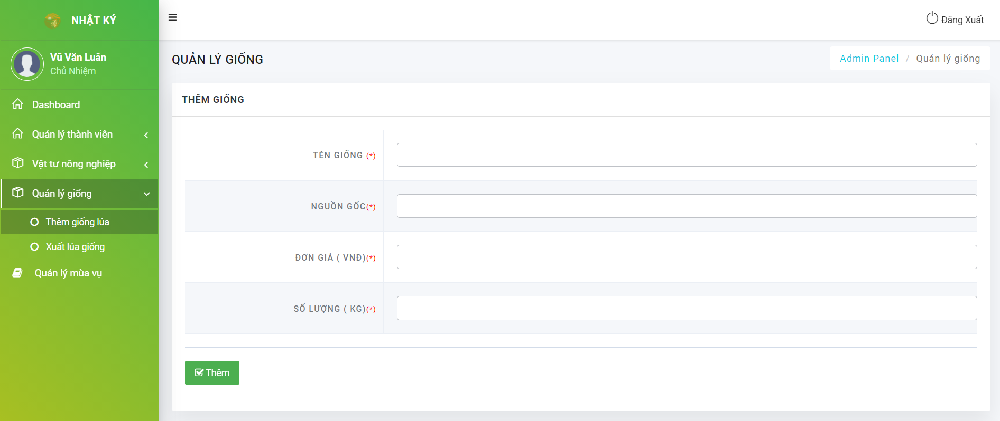 NHẬT KÝ
Vũ Văn Luân
Chủ Nhiệm
Dashboard
Quản lý thành viên
Vật tư nông nghiệp
Quản lý giống
Thêm giống lúa
Xuất lúa giống
Quản lý mùa vụ
Đăng Xuất
QUẢN LÝ GIỐNG
Admin Panel / Quản lý giống
THÊM GIỐNG
TÊN GIỐNG (*)
NGUỒN GỐC(*)
ĐƠN GIÁ ( VNĐ)(*)
SỐ LƯỢNG ( KG)(*)
Thêm